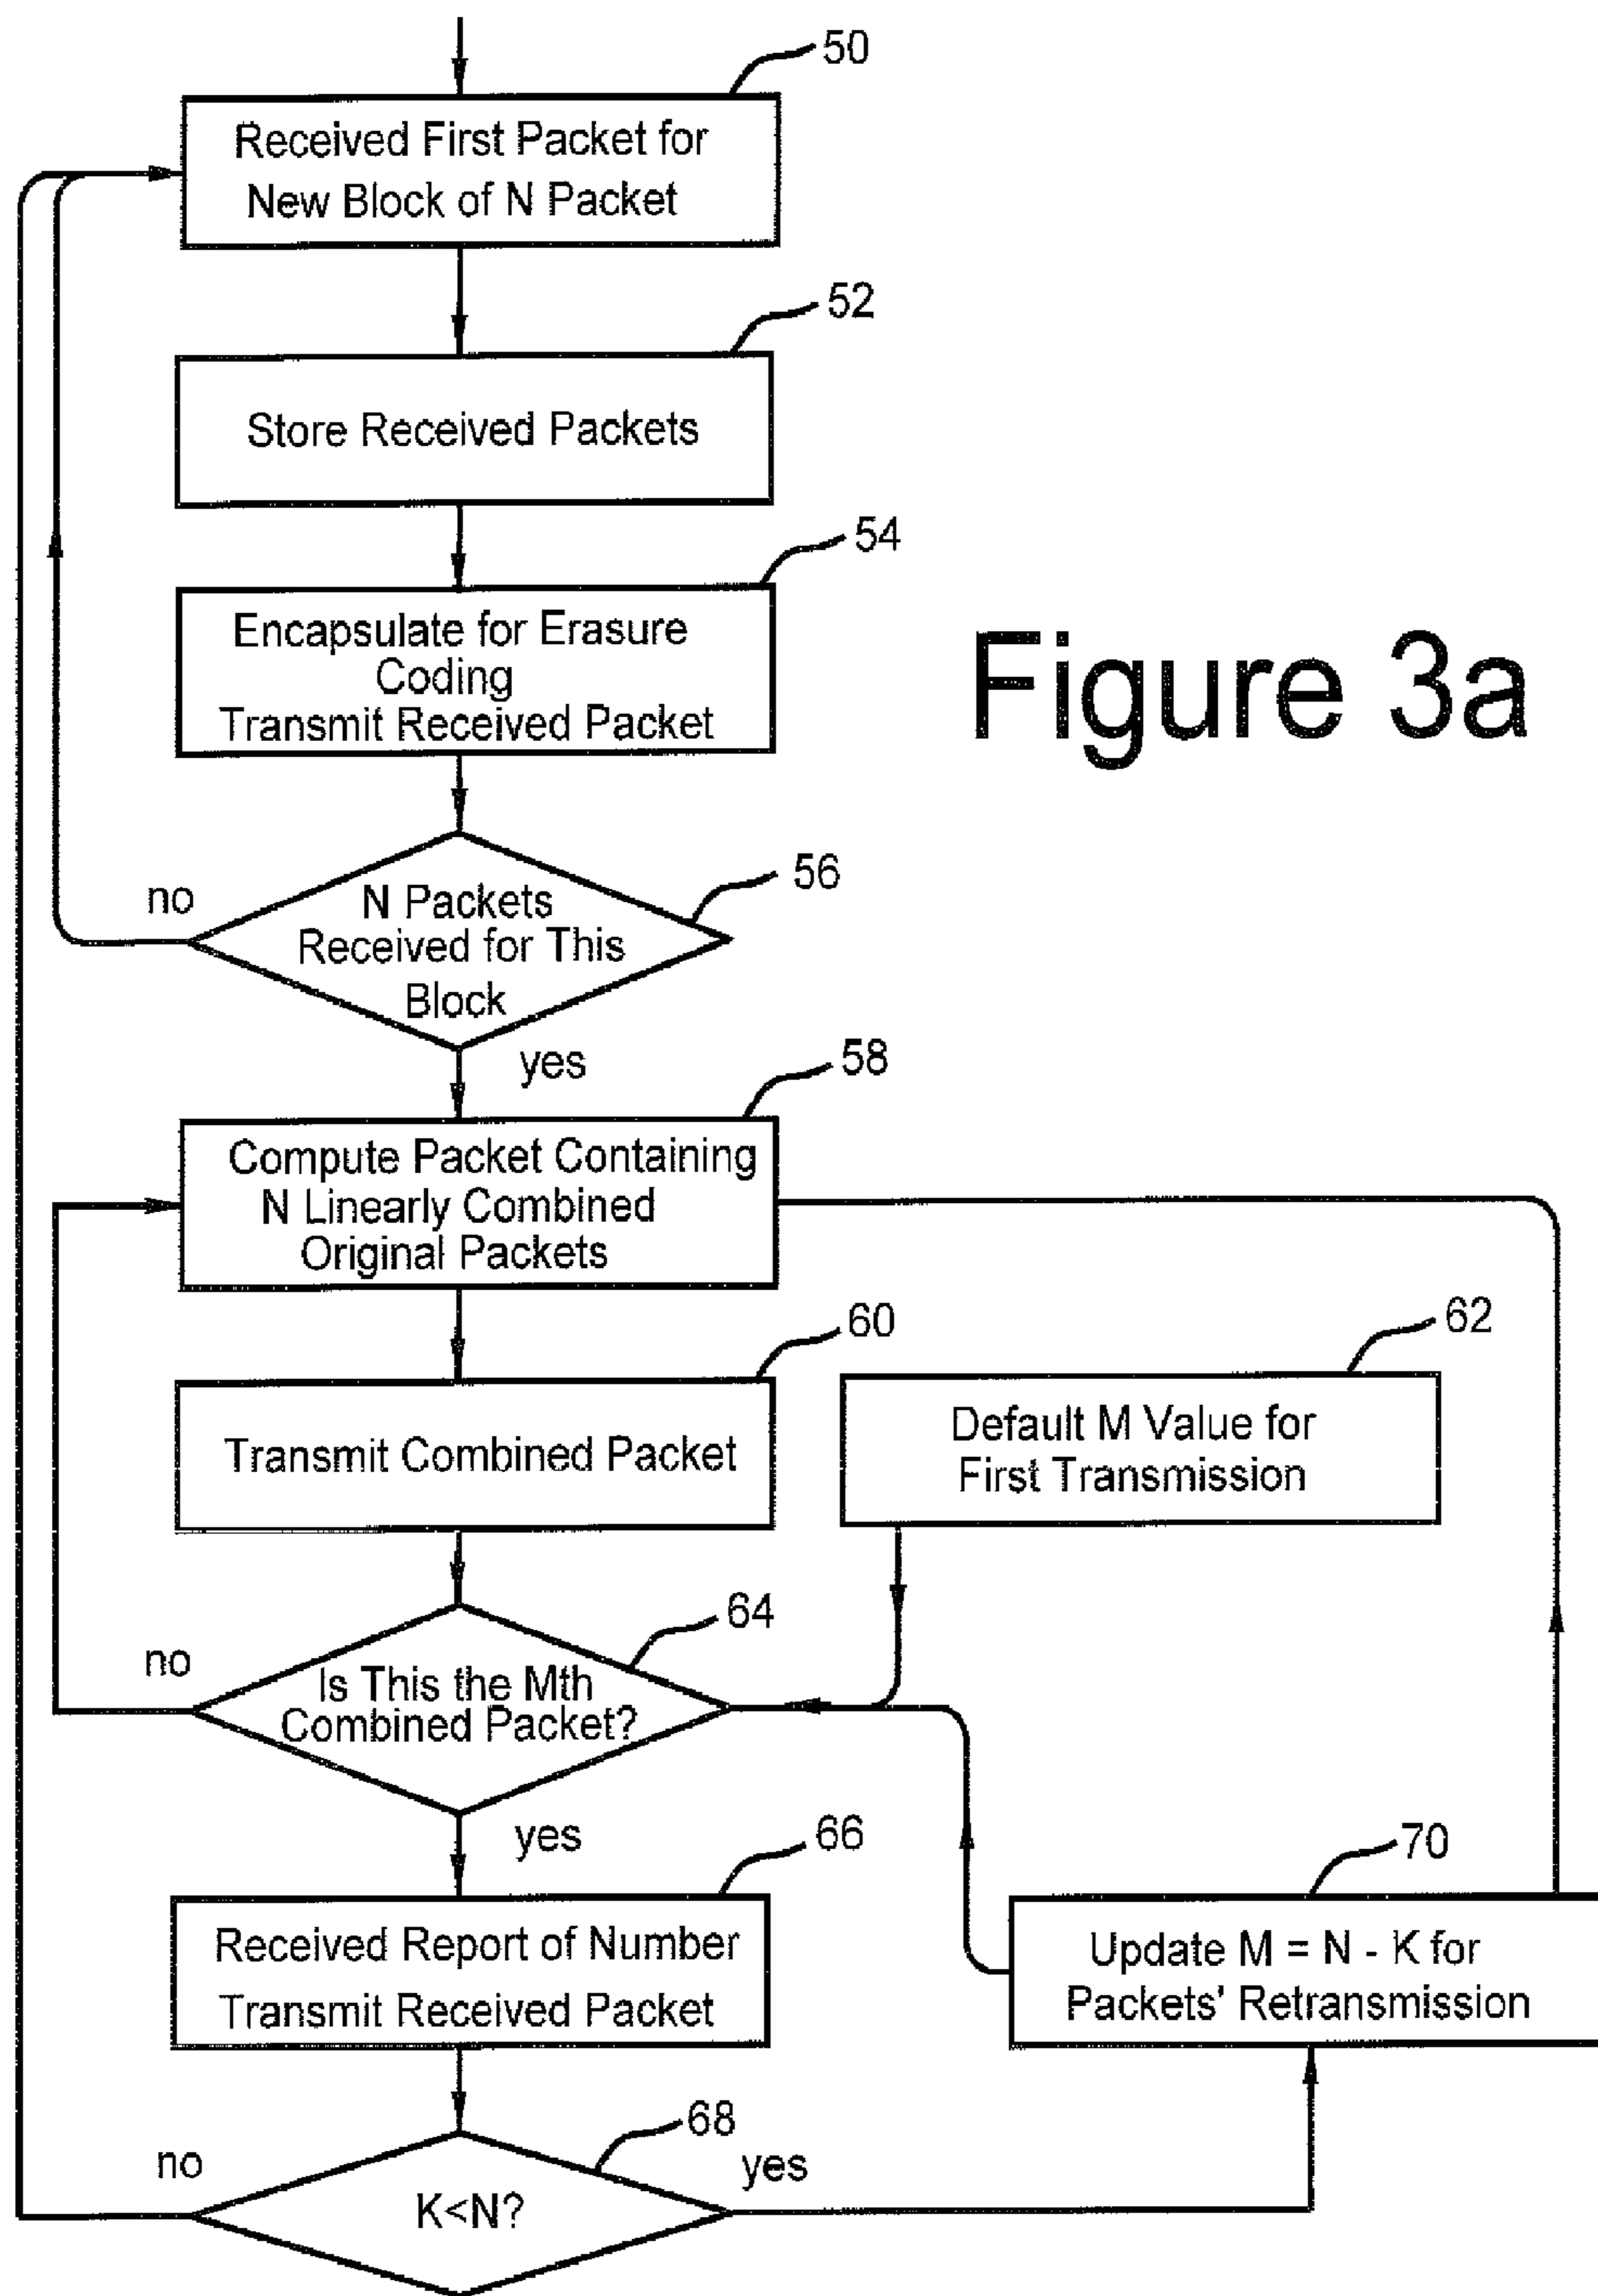 50
Received First Packet for
New Block of N Packet
52
Store Received Packets
54
Encapsulate for Erasure
Coding
Transmit Received Packet
Figure 3a
56
no
N Packets
Received for This
Block
yes
58
Compute Packet Containing
N Linearly Combined
Original Packets
60
Transmit Combined Packet
62
Default M Value for
First Transmission
64
no
Is This the Mth
Combined Packet?
yes
66
Received Report of Number
Transmit Received Packet
70
Update M = N - K for
Packets' Retransmission
68
no
K<N?
yes